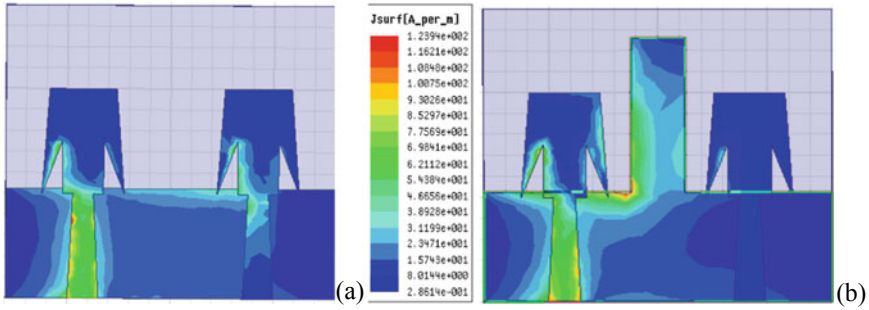 Jsurf[A_per_m]
1.2394e+002
1.1621e+002
1.0848e+002
1.0075e+002
9.3026e+001
8.5297e+001
7.7569e+001
6.9841e+001
6.2112e+001
5.4384e+001
4.6656e+001
3.8928e+001
3.1199e+001
2.3471e+001
1.5743e+001
8.0144e+000
2.8614e-001
(a)
(b)